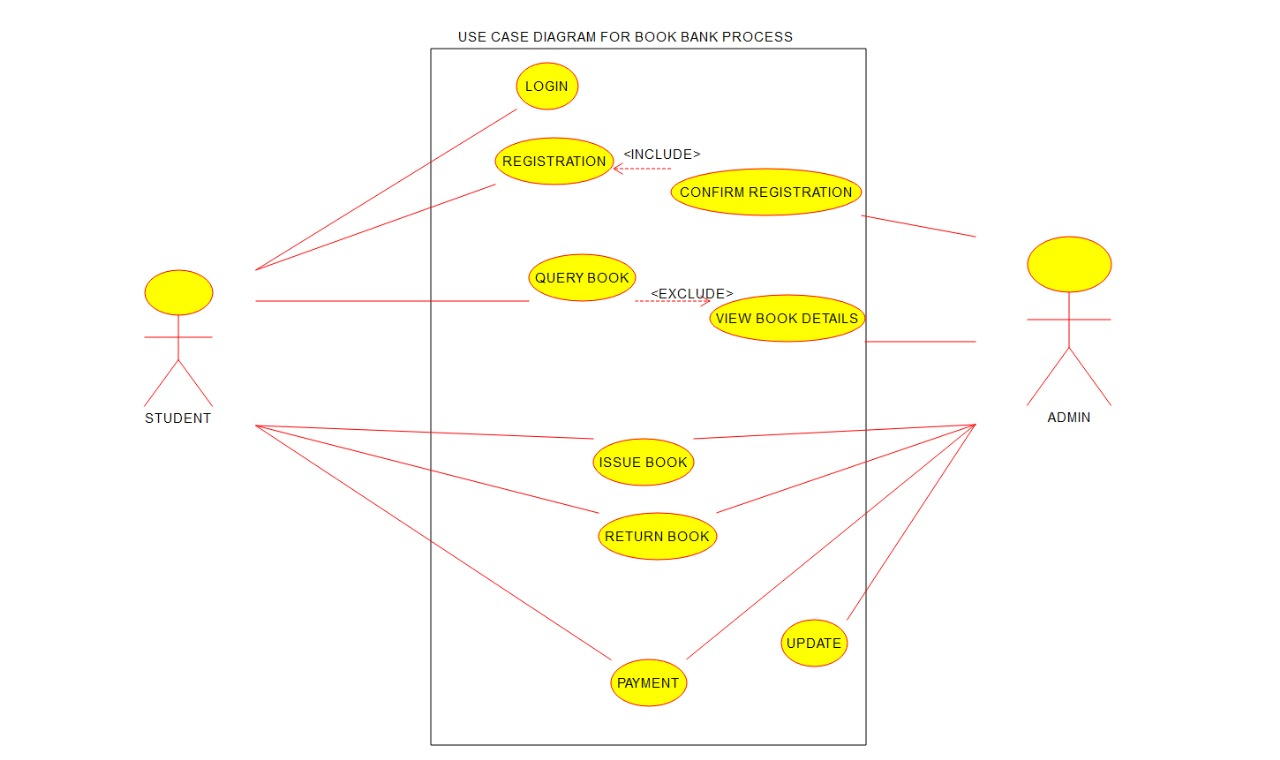 USE CASE DIAGRAM FOR BOOK BANK PROCESS
LOGIN
REGISTRATION
<INCLUDE>
CONFIRM REGISTRATION
QUERY BOOK
<EXCLUDE>
VIEW BOOK DETAILS
STUDENT
ADMIN
ISSUE BOOK
RETURN BOOK
UPDATE
PAYMENT